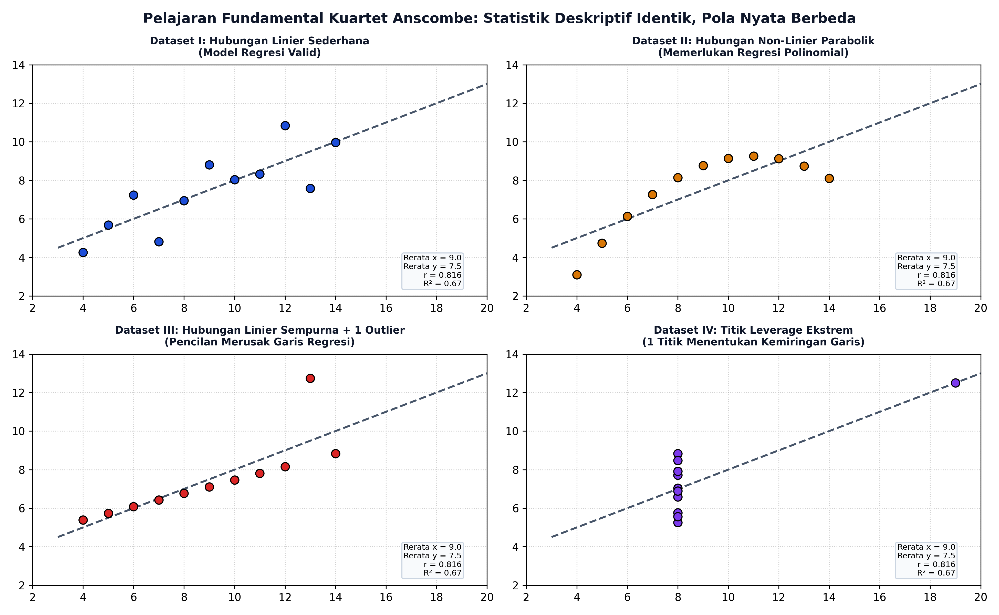 Pelajaran Fundamental Kuartet Anscombe: Statistik Deskriptif Identik, Pola Nyata Berbeda
Dataset I: Hubungan Linier Sederhana
(Model Regresi Valid)
14
12
10
8
6
4
2
2 4 6 8 10 12 14 16 18 20
Rerata x = 9.0
Rerata y = 7.5
r = 0.816
R² = 0.67
Dataset II: Hubungan Non-Linier Parabolik
(Memerlukan Regresi Polinomial)
14
12
10
8
6
4
2
2 4 6 8 10 12 14 16 18 20
Rerata x = 9.0
Rerata y = 7.5
r = 0.816
R² = 0.67
Dataset III: Hubungan Linier Sempurna + 1 Outlier
(Pencilan Merusak Garis Regresi)
14
12
10
8
6
4
2
2 4 6 8 10 12 14 16 18 20
Rerata x = 9.0
Rerata y = 7.5
r = 0.816
R² = 0.67
Dataset IV: Titik Leverage Ekstrem
(1 Titik Menentukan Kemiringan Garis)
14
12
10
8
6
4
2
2 4 6 8 10 12 14 16 18 20
Rerata x = 9.0
Rerata y = 7.5
r = 0.816
R² = 0.67